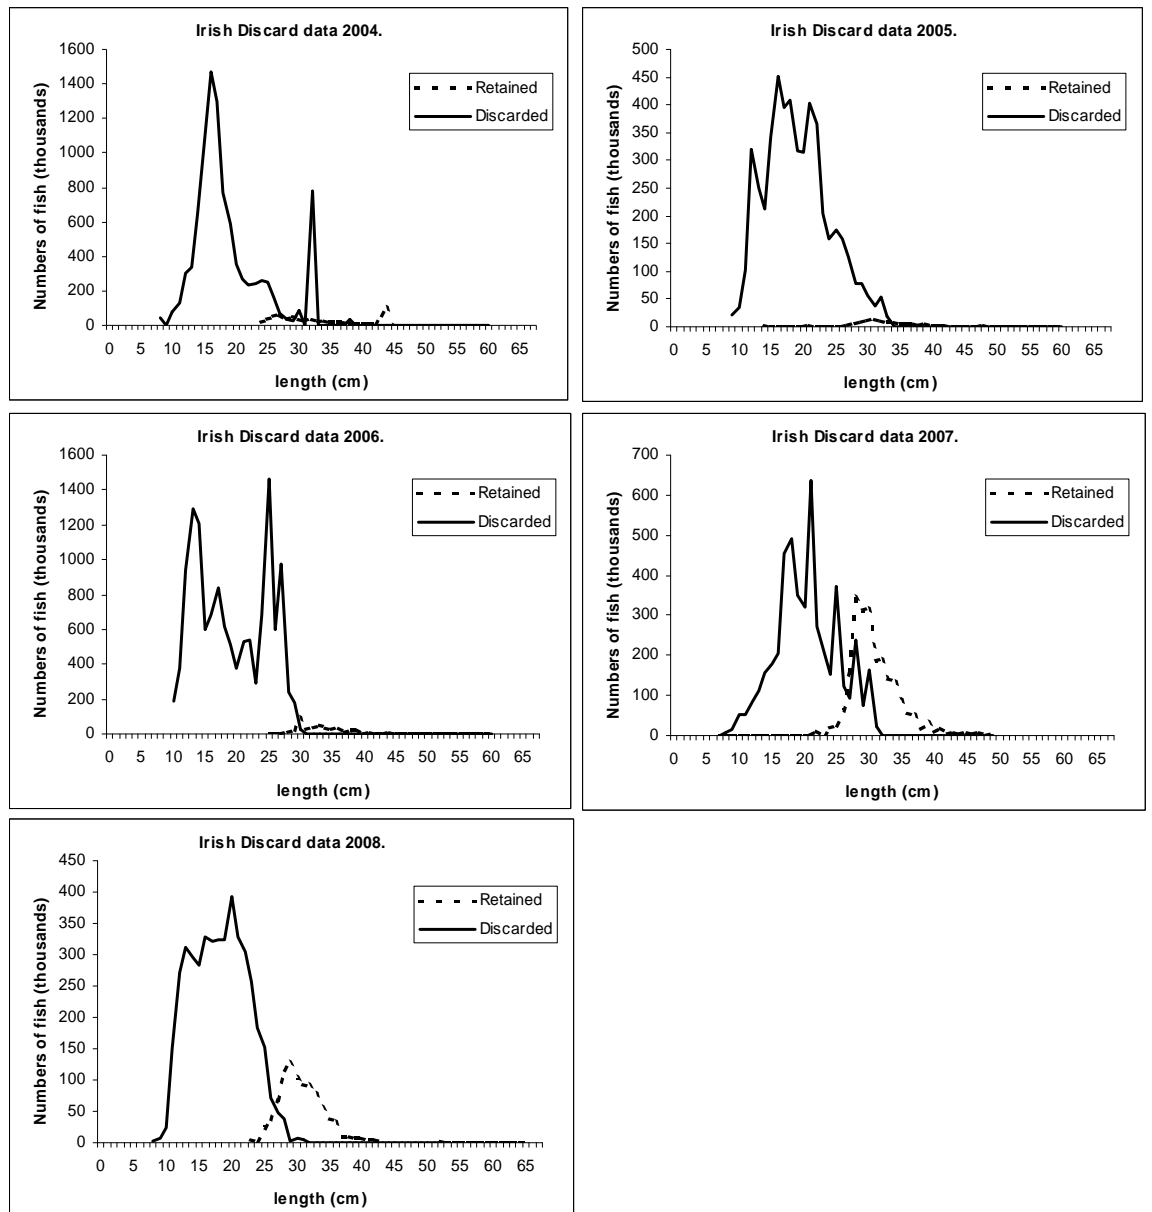 Irish Discard data 2004.
Numbers of fish (thousands)
1600
1400
1200
1000
800
600
400
200
0
Retained
Discarded
0 5 10 15 20 25 30 35 40 45 50 55 60 65
length (cm)
Irish Discard data 2005.
Numbers of fish (thousands)
500
450
400
350
300
250
200
150
100
50
0
Retained
Discarded
0 5 10 15 20 25 30 35 40 45 50 55 60 65
length (cm)
Irish Discard data 2006.
Numbers of fish (thousands)
1600
1400
1200
1000
800
600
400
200
0
Retained
Discarded
0 5 10 15 20 25 30 35 40 45 50 55 60 65
length (cm)
Irish Discard data 2007.
Numbers of fish (thousands)
700
600
500
400
300
200
100
0
Retained
Discarded
0 5 10 15 20 25 30 35 40 45 50 55 60 65
length (cm)
Irish Discard data 2008.
Numbers of fish (thousands)
450
400
350
300
250
200
150
100
50
0
Retained
Discarded
0 5 10 15 20 25 30 35 40 45 50 55 60 65
length (cm)